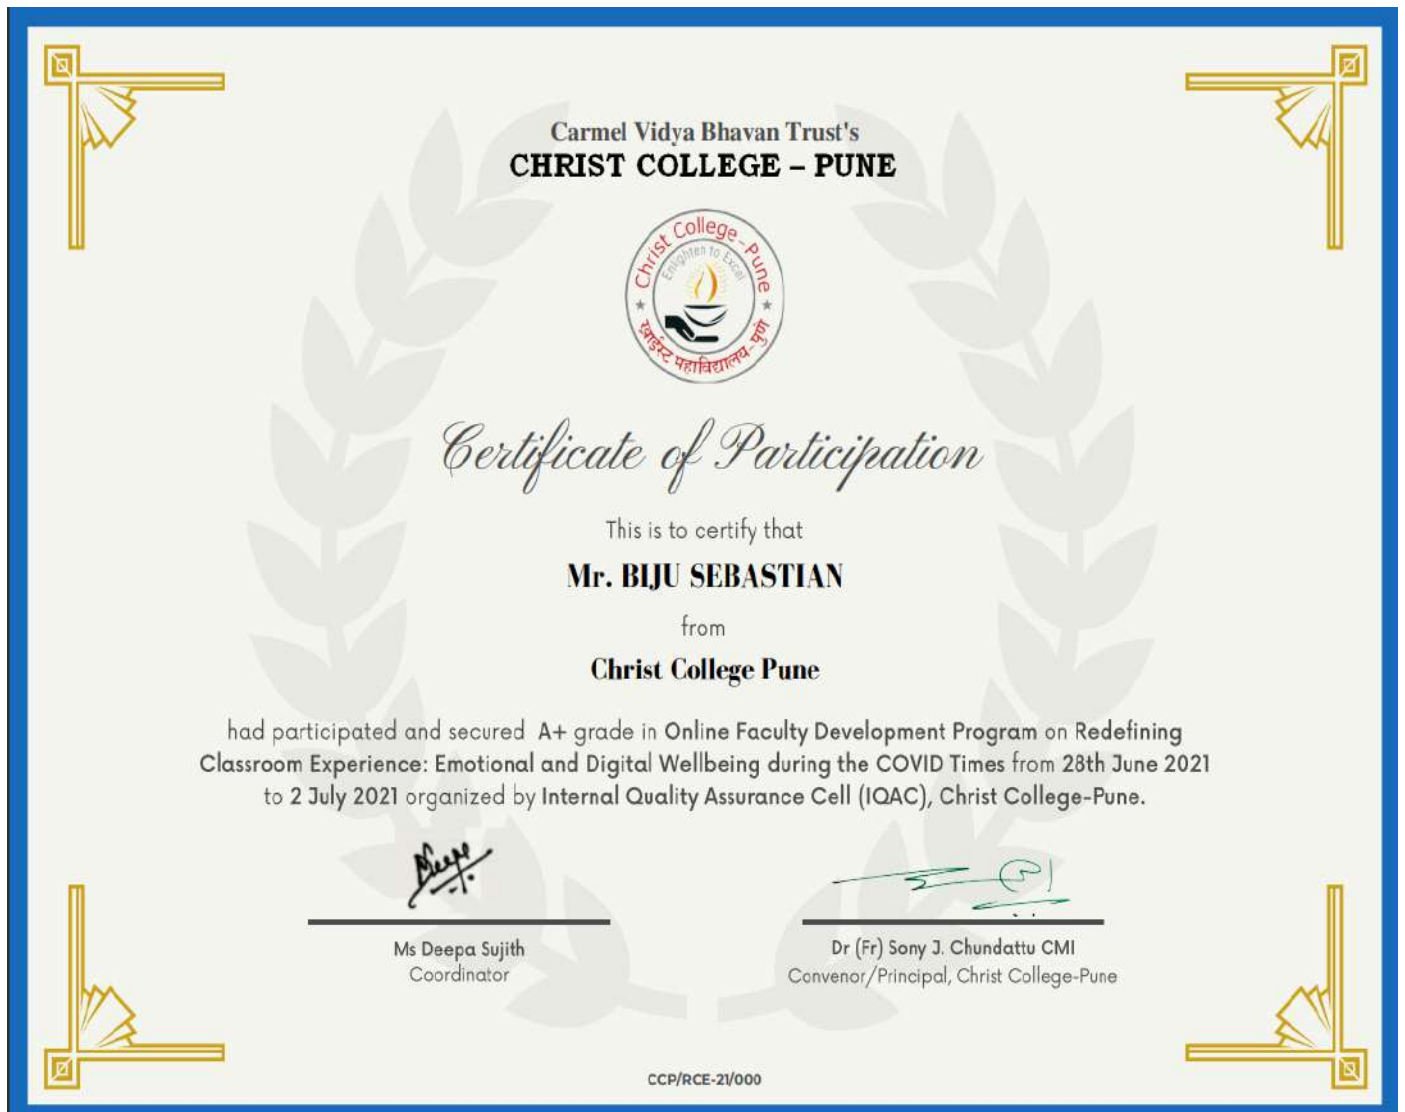 Carmel Vidya Bhavan Trust's
CHRIST COLLEGE – PUNE
Christ College - Pune
Enlighten to Excel
ख्राईस्ट महाविद्यालय-पुणे
Certificate of Participation
This is to certify that
Mr. BIJU SEBASTIAN
from
Christ College Pune
had participated and secured A+ grade in Online Faculty Development Program on Redefining
Classroom Experience: Emotional and Digital Wellbeing during the COVID Times from 28th June 2021
to 2 July 2021 organized by Internal Quality Assurance Cell (IQAC), Christ College-Pune.
Ms Deepa Sujith
Coordinator
Dr (Fr) Sony J. Chundattu CMI
Convenor/Principal, Christ College-Pune
CCP/RCE-21/000